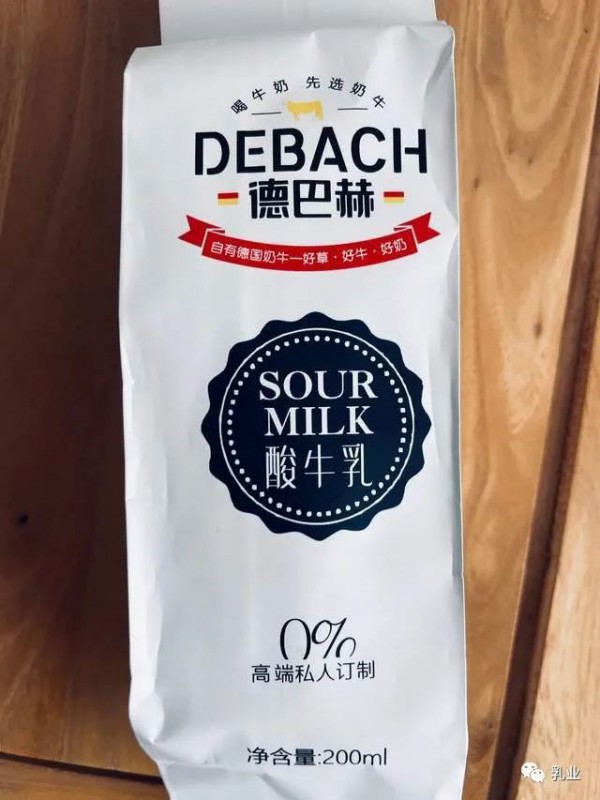 喝牛奶 先选奶牛
DEBACH
德巴赫
自有德国奶牛—好草·好牛·好奶
SOUR
MILK
酸牛乳
0%
高端私人订制
净含量:200ml
乳业